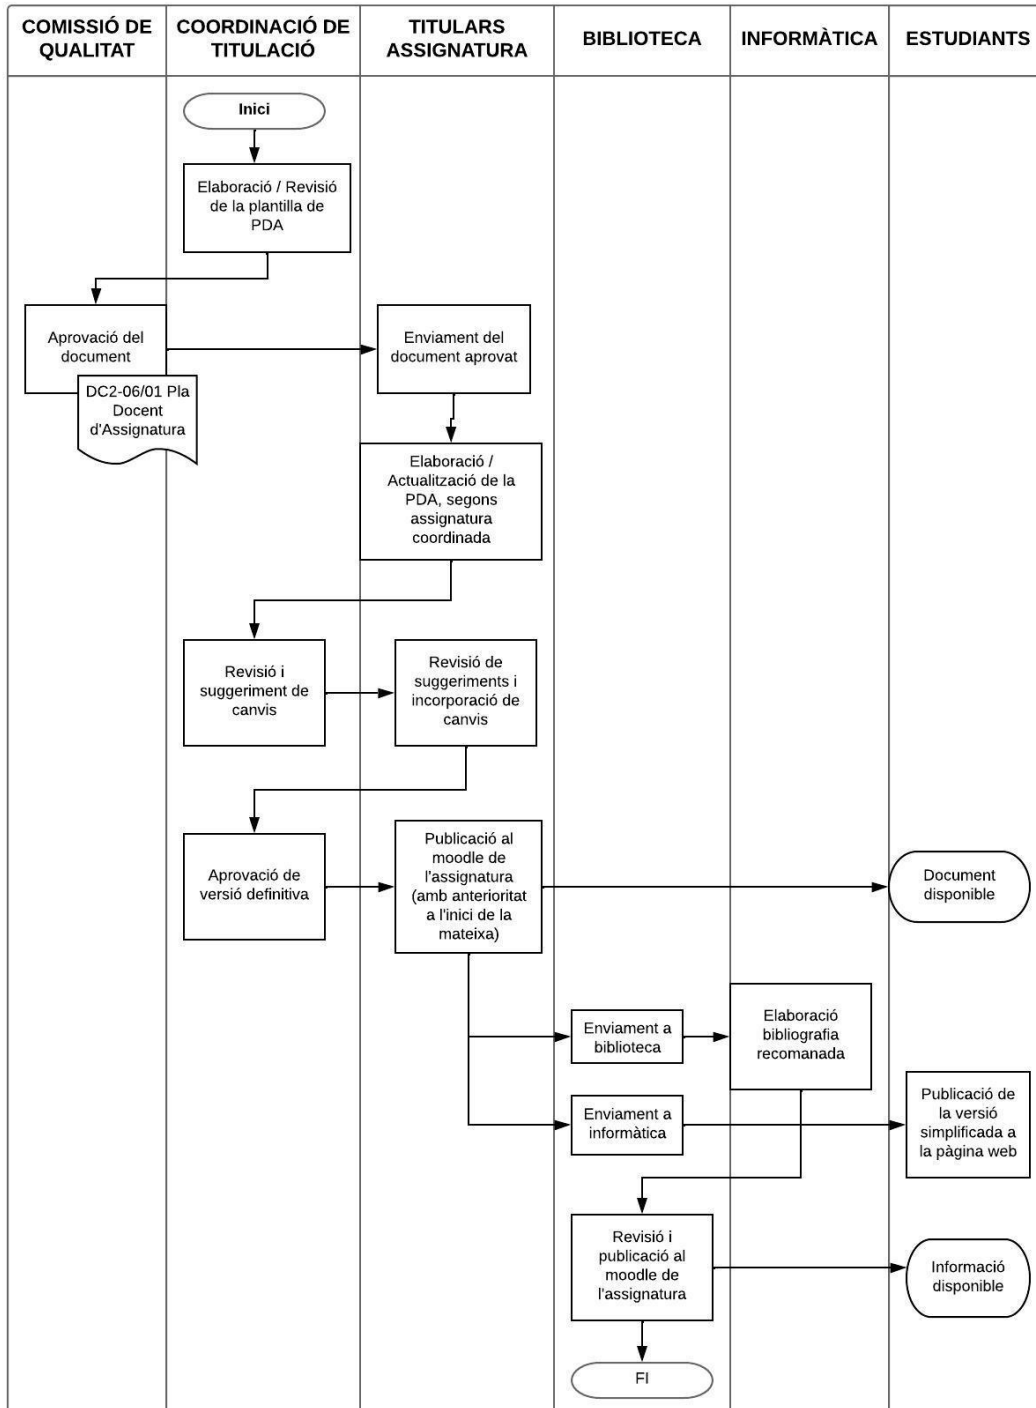 COMISSIÓ DE
QUALITAT
COORDINACIÓ DE
TITULACIÓ
TITULARS
ASSIGNATURA
BIBLIOTECA
INFORMÀTICA
ESTUDIANTS
Inici
Elaboració / Revisió
de la plantilla de
PDA
Aprovació del
document
DC2-06/01 Pla
Docent
d'Assignatura
Enviament del
document aprovat
Elaboració /
Actualització de la
PDA, segons
assignatura
coordinada
Revisió i
suggeriment de
canvis
Revisió de
suggeriments i
incorporació de
canvis
Aprovació de
versió definitiva
Publicació al
moodle de
l'assignatura
(amb anterioritat
a l'inici de la
mateixa)
Document
disponible
Enviament a
biblioteca
Elaboració
bibliografia
recomanada
Enviament a
informàtica
Publicació de
la versió
simplificada a
la pàgina web
Revisió i
publicació al
moodle de
l'assignatura
Informació
disponible
FI